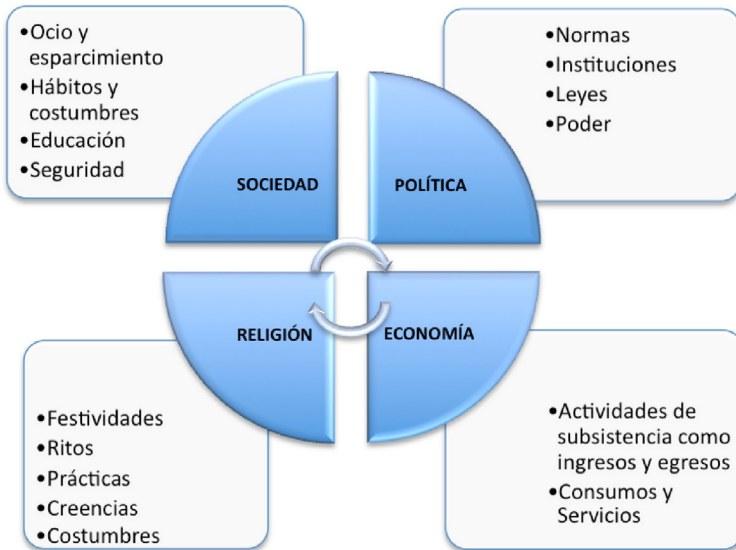 •Ocio y
esparcimiento
•Hábitos y
costumbres
•Educación
•Seguridad
•Normas
•Instituciones
•Leyes
•Poder
SOCIEDAD
POLÍTICA
RELIGIÓN
ECONOMÍA
•Festividades
•Ritos
•Prácticas
•Creencias
•Costumbres
•Actividades de
subsistencia como
ingresos y egresos
•Consumos y
Servicios